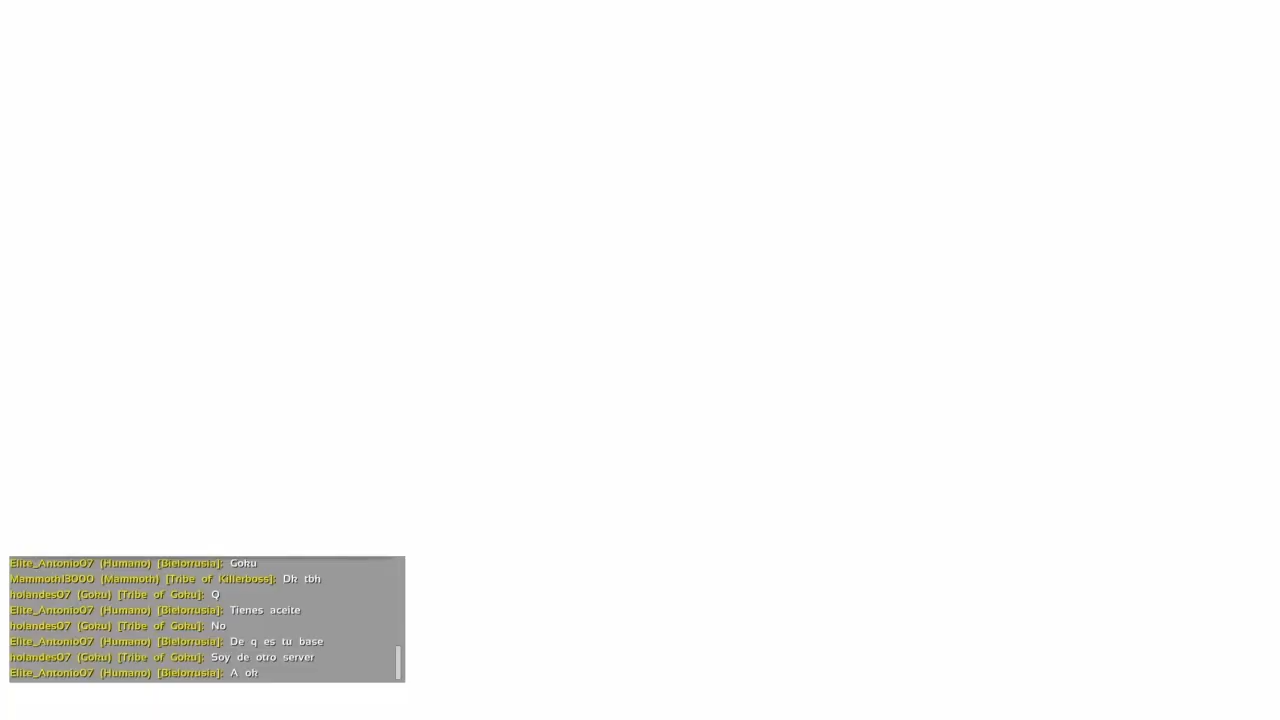 Elite_Antonio07 (Humano) [Bielorrusia]: Goku
Mammoth13000 (Mammoth) [Tribe of Killerboss]: Dk tbh
holandes07 (Goku) [Tribe of Goku]: Q
Elite_Antonio07 (Humano) [Bielorrusia]: Tienes aceite
holandes07 (Goku) [Tribe of Goku]: No
Elite_Antonio07 (Humano) [Bielorrusia]: De q es tu base
holandes07 (Goku) [Tribe of Goku]: Soy de otro server
Elite_Antonio07 (Humano) [Bielorrusia]: A ok